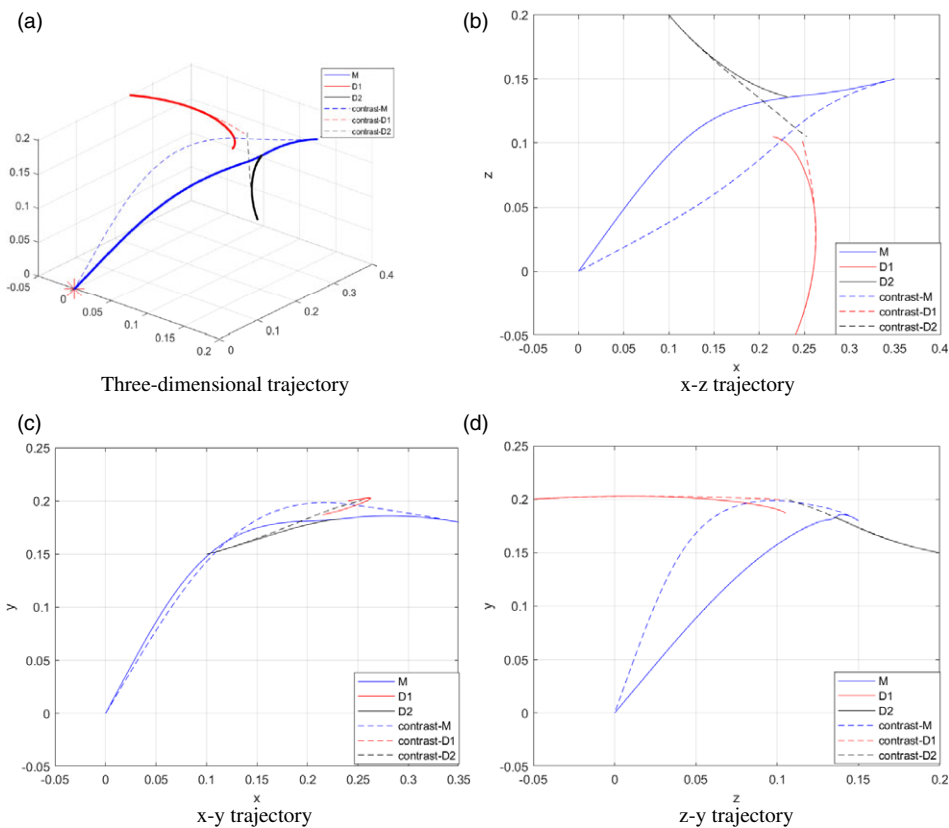 (a)
M
D1
D2
contrast-M
contrast-D1
contrast-D2
0.2
0.15
0.1
0.05
0
-0.05
0
0.05
0.1
0.15
0.2
0
0.1
0.2
0.3
0.4
Three-dimensional trajectory
(b)
0.2
0.15
0.1
0.05
0
-0.05
z
-0.05 0 0.05 0.1 0.15 0.2 0.25 0.3 0.35 0.4
x
M
D1
D2
contrast-M
contrast-D1
contrast-D2
x-z trajectory
(c)
0.25
0.2
0.15
0.1
0.05
0
-0.05
y
-0.05 0 0.05 0.1 0.15 0.2 0.25 0.3 0.35
x
M
D1
D2
contrast-M
contrast-D1
contrast-D2
x-y trajectory
(d)
0.25
0.2
0.15
0.1
0.05
0
-0.05
y
-0.05 0 0.05 0.1 0.15 0.2
z
M
D1
D2
contrast-M
contrast-D1
contrast-D2
z-y trajectory